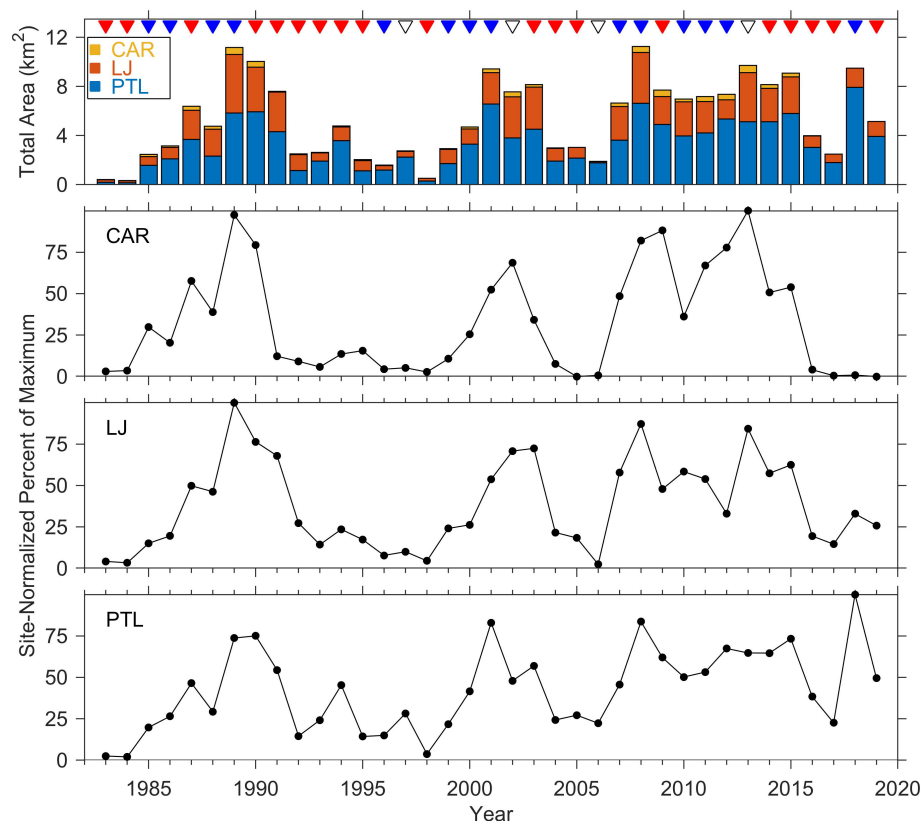 Total Area (km²)
12
8
4
0
CAR
LJ
PTL
CAR
75
50
25
0
LJ
75
50
25
0
PTL
75
50
25
0
Site-Normalized Percent of Maximum
1985 1990 1995 2000 2005 2010 2015 2020
Year